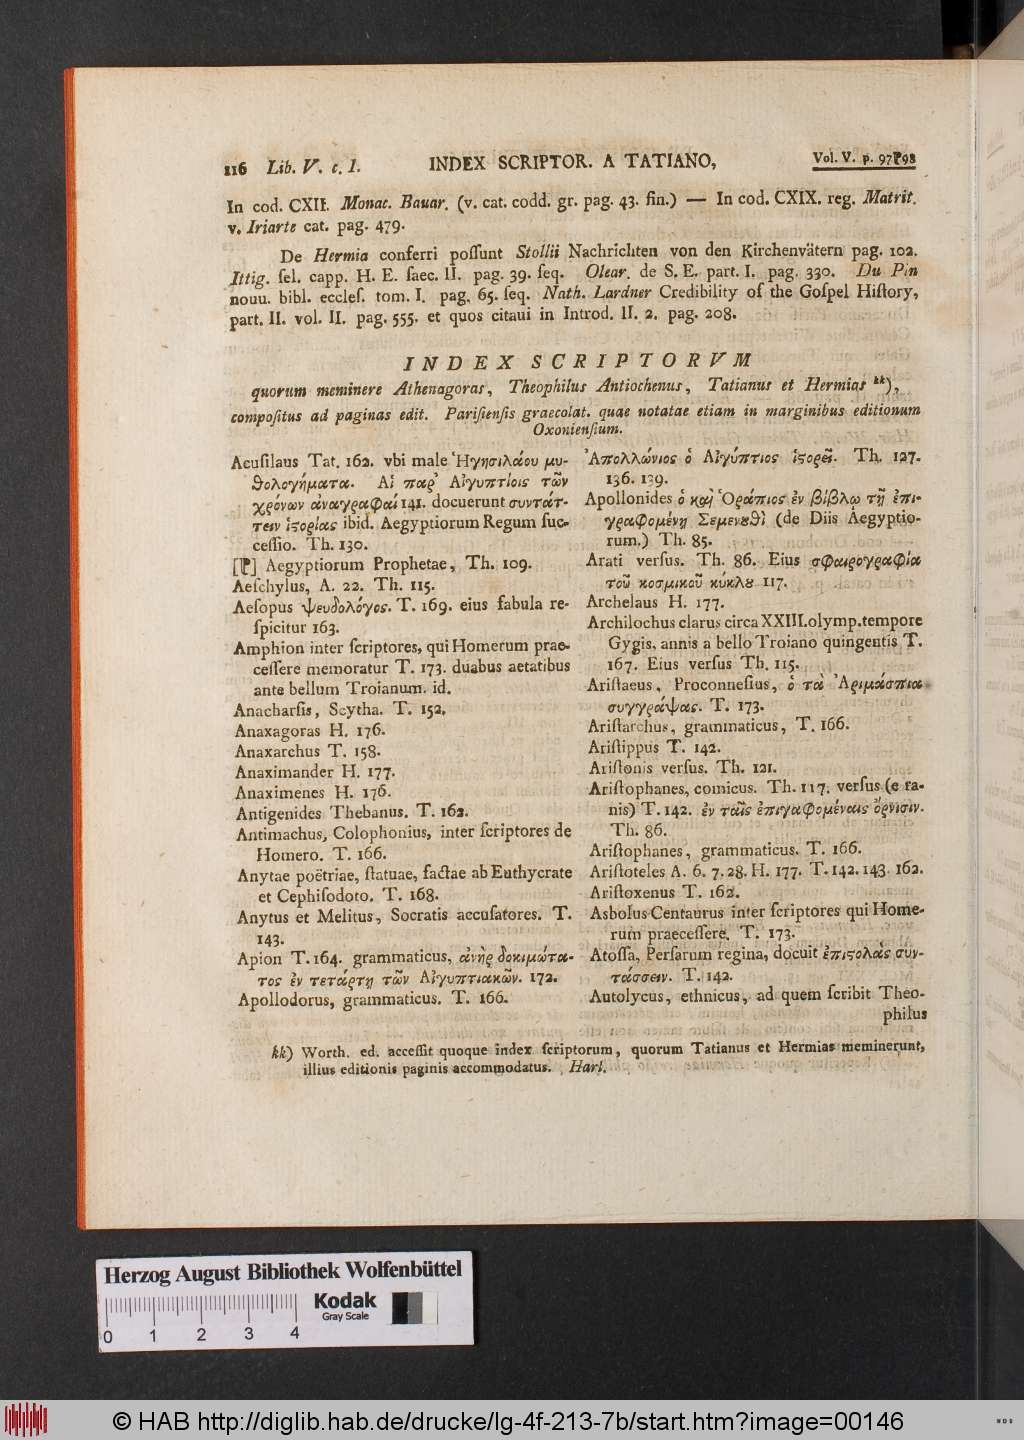 116 Lib. V. c. 1. INDEX SCRIPTOR. A TATIANO, Vol. V. p. 97 ⁋ 98
In cod. CXII. Monac. Bauar. (v. cat. codd. gr. pag. 43. fin.) — In cod. CXIX. reg. Matrit.
v. Iriarte cat. pag. 479.
De Hermia conferri poſſunt Stollii Nachrichten von den Kirchenvätern pag. 102.
Ittig. ſel. capp. H. E. ſaec. II. pag. 39. ſeq. Olear. de S. E. part. I. pag. 330. Du Pin
nouu. bibl. eccleſ. tom. I. pag. 65. ſeq. Nath. Lardner Credibility of the Goſpel Hiſtory,
part. II. vol. II. pag. 555. et quos citaui in Introd. II. 2. pag. 208.
INDEX SCRIPTORVM
quorum meminere Athenagoras, Theophilus Antiochenus, Tatianus et Hermias kk),
compoſitus ad paginas edit. Pariſienſis graecolat. quae notatae etiam in marginibus editionum
Oxonienſium.
Acuſilaus Tat. 162. vbi male Ἡγησιλάου μυ-
θολογήματα. Αἱ παρ' Αἰγυπτίοις τῶν
χρόνων ἀναγραφαί 141. docuerunt συντάτ-
τειν ἱϛορίας ibid. Aegyptiorum Regum ſuc-
ceſſio. Th. 130.
[⁋] Aegyptiorum Prophetae, Th. 109.
Aeſchylus, A. 22. Th. 115.
Aeſopus ψευδολόγος. T. 169. eius fabula re-
ſpicitur 163.
Amphion inter ſcriptores, qui Homerum prae-
ceſſere memoratur T. 173. duabus aetatibus
ante bellum Troianum. id.
Anacharſis, Scytha. T. 152.
Anaxagoras H. 176.
Anaxarchus T. 158.
Anaximander H. 177.
Anaximenes H. 176.
Antigenides Thebanus. T. 162.
Antimachus, Colophonius, inter ſcriptores de
Homero. T. 166.
Anytae poëtriae, ſtatuae, factae ab Euthycrate
et Cephiſodoto. T. 168.
Anytus et Melitus, Socratis accuſatores. T.
143.
Apion T. 164. grammaticus, ἀνὴρ δοκιμώτα-
τος ἐν τετάρτῃ τῶν Αἰγυπτιακῶν. 172.
Apollodorus, grammaticus. T. 166.
Ἀπολλώνιος ὁ Αἰγύπτιος ἱϛορεῖ. Th. 127.
136. 139.
Apollonides ὁ καὶ Ὁράπιος ἐν βίβλῳ τῇ ἐπι-
γραφομένῃ Σεμενȣθὶ (de Diis Aegyptio-
rum.) Th. 85.
Arati verſus. Th. 86. Eius σφαιρογραφία
τοῦ κοσμικοῦ κύκλȣ 117.
Archelaus H. 177.
Archilochus clarus circa XXIII. olymp. tempore
Gygis, annis a bello Troiano quingentis T.
167. Eius verſus Th. 115.
Ariſtaeus, Proconneſius, ὁ τὰ Ἀριμάσπια
συγγράψας. T. 173.
Ariſtarchus, grammaticus, T. 166.
Ariſtippus T. 142.
Ariſtonis verſus. Th. 121.
Ariſtophanes, comicus. Th. 117. verſus (e ra-
nis) T. 142. ἐν ταῖς ἐπιγαφομέναις ὄρνισιν.
Th. 86.
Ariſtophanes, grammaticus. T. 166.
Ariſtoteles A. 6. 7. 28. H. 177. T. 142. 143. 162.
Ariſtoxenus T. 162.
Asbolus Centaurus inter ſcriptores qui Home-
rum praeceſſere. T. 173.
Atoſſa, Perſarum regina, docuit ἐπιϛολὰς συν-
τάσσειν. T. 142.
Autolycus, ethnicus, ad quem ſcribit Theo-
philus
kk) Worth. ed. acceſſit quoque index ſcriptorum, quorum Tatianus et Hermias meminerunt,
illius editionis paginis accommodatus. Harl.
Herzog August Bibliothek Wolfenbüttel
Kodak
Gray Scale
0 1 2 3 4
© HAB http://diglib.hab.de/drucke/lg-4f-213-7b/start.htm?image=00146